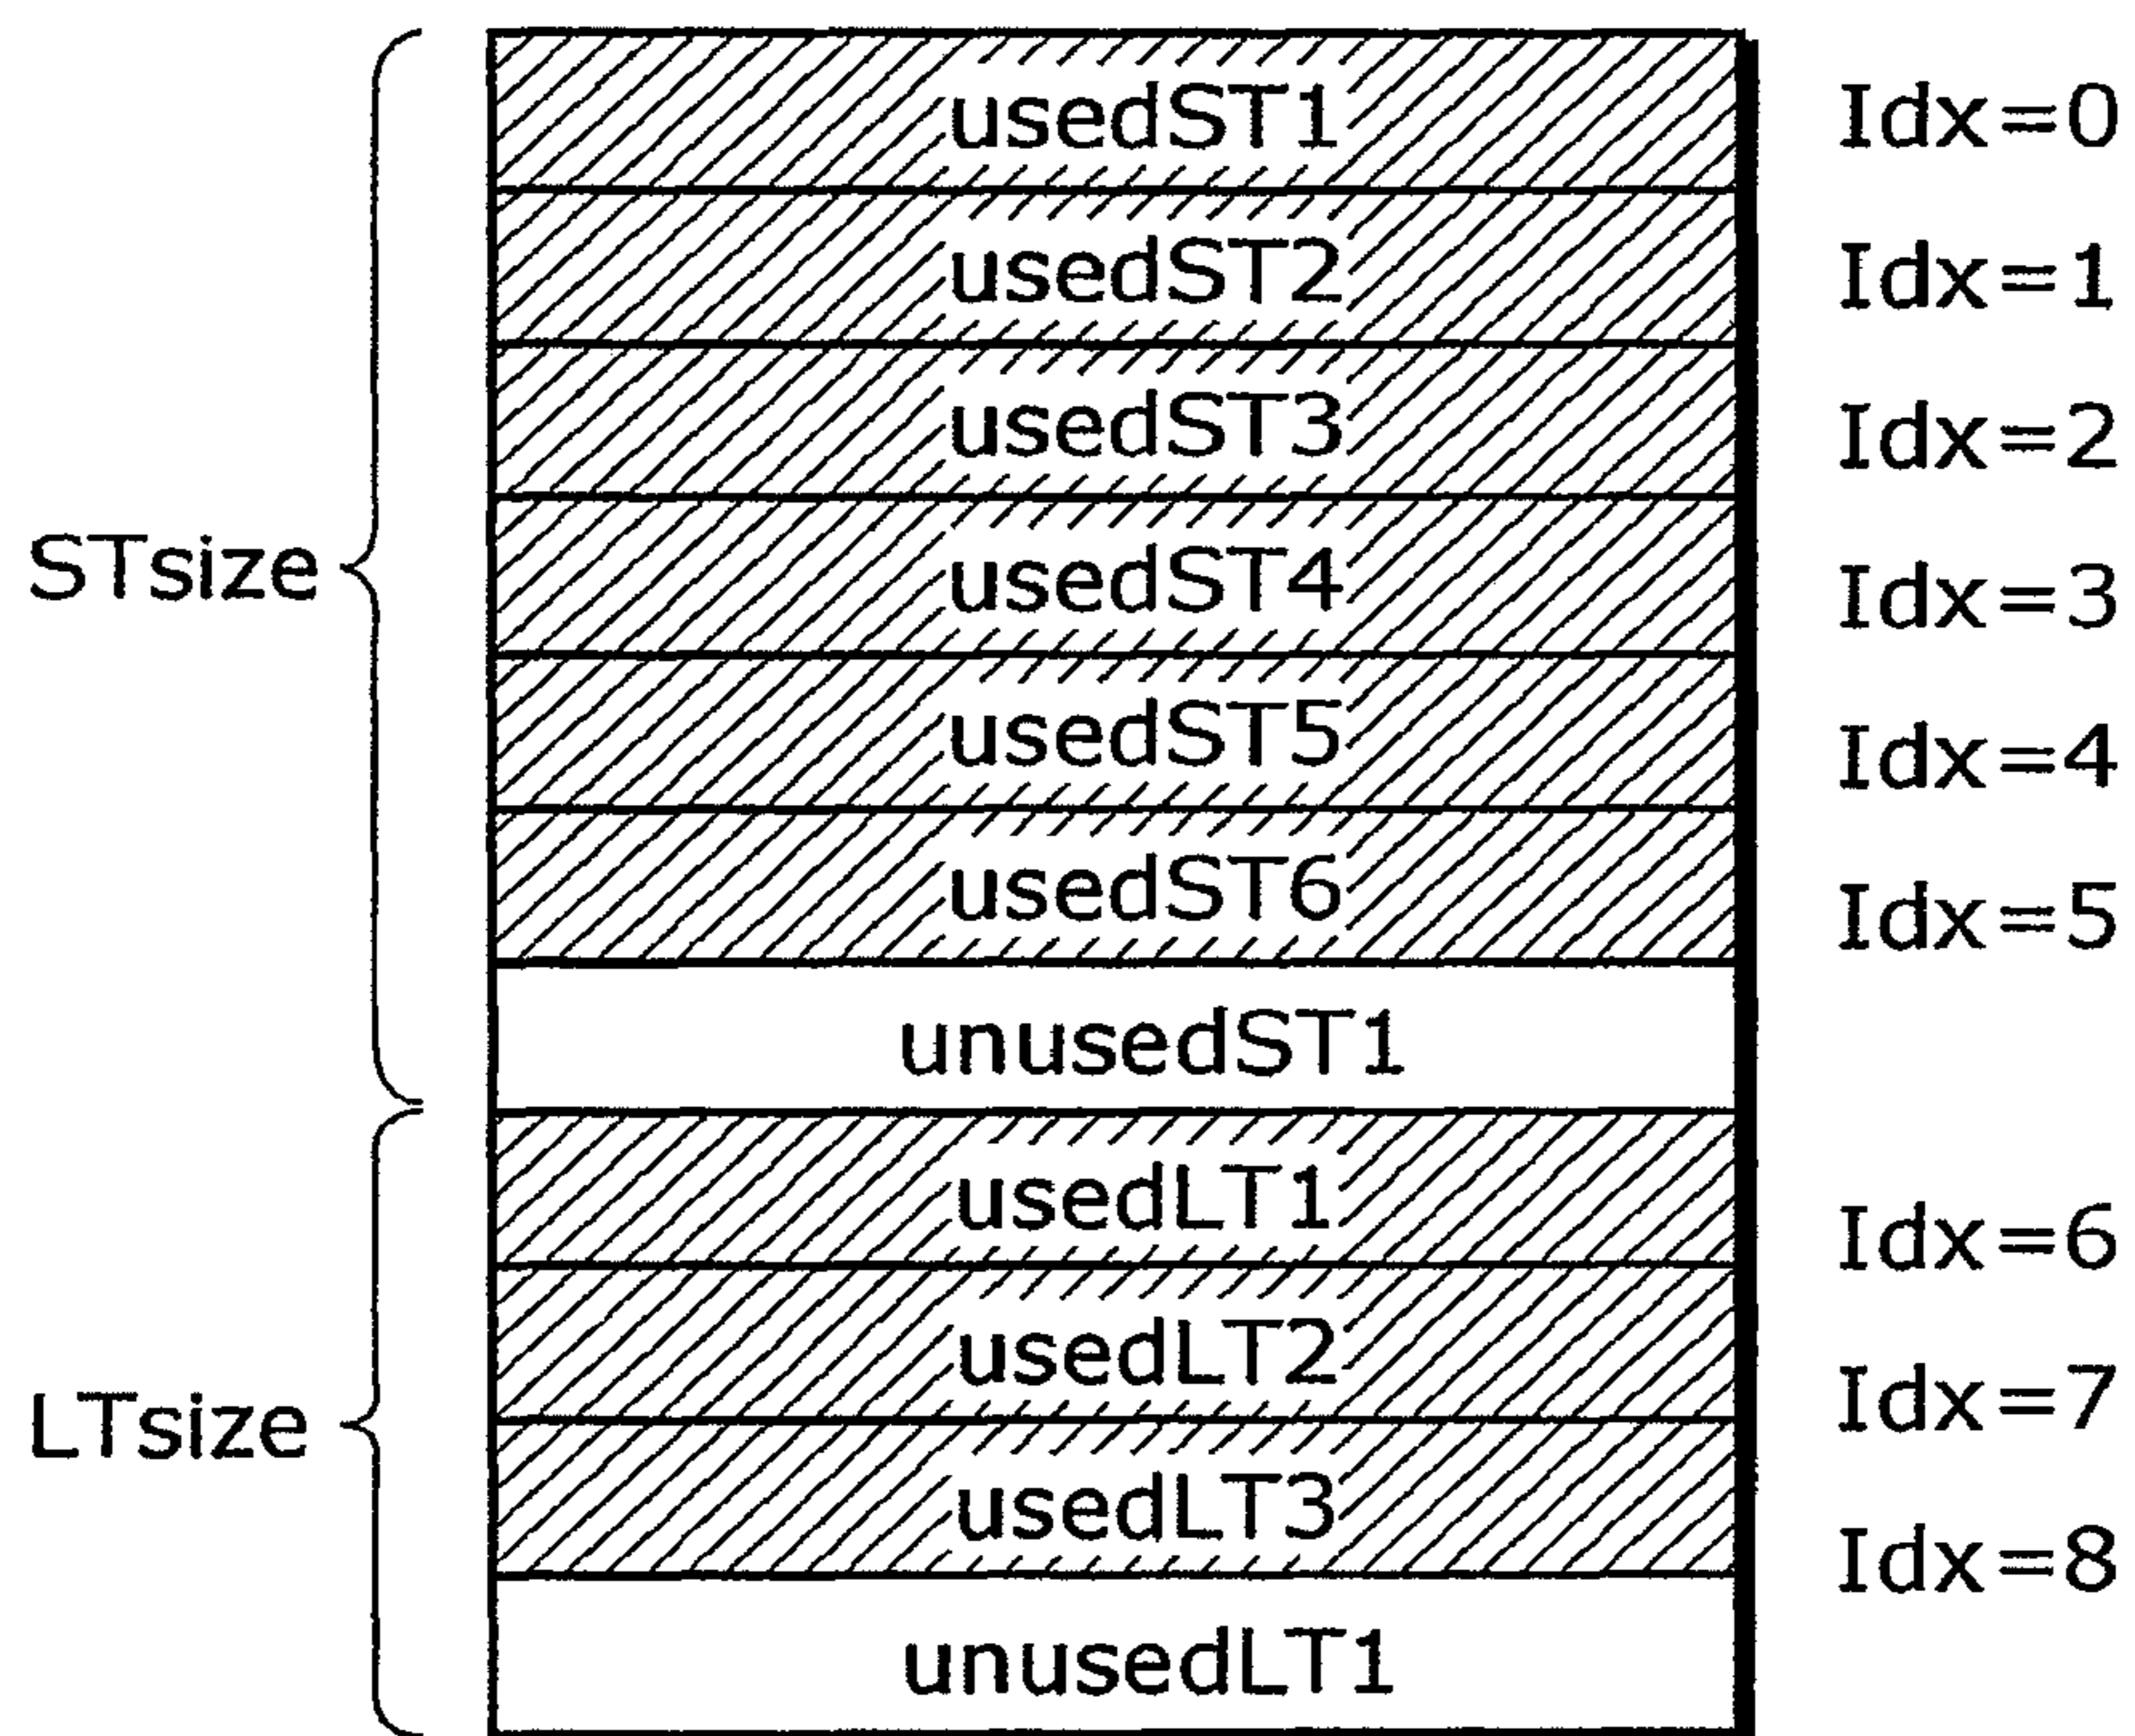 usedST1 Idx=0
usedST2 Idx=1
usedST3 Idx=2
STsize usedST4 Idx=3
usedST5 Idx=4
usedST6 Idx=5
unusedST1
usedLT1 Idx=6
usedLT2 Idx=7
LTsize
usedLT3 Idx=8
unusedLT1